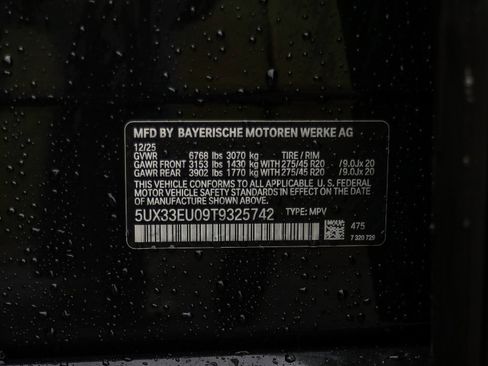 MFD BY BAYERISCHE MOTOREN WERKE AG
12/25
GVWR 6768 lbs 3070 kg TIRE / RIM
GAWR FRONT 3153 lbs 1430 kg WITH 275/45 R20 / 9.0Jx 20
GAWR REAR 3902 lbs 1770 kg WITH 275/45 R20 / 9.0Jx 20
THIS VEHICLE CONFORMS TO ALL APPLICABLE U. S. FEDERAL
MOTOR VEHICLE SAFETY STANDARDS IN EFFECT ON THE DATE
OF MANUFACTURE SHOWN ABOVE.
5UX33EU09T9325742 TYPE: MPV
475
7 320 729